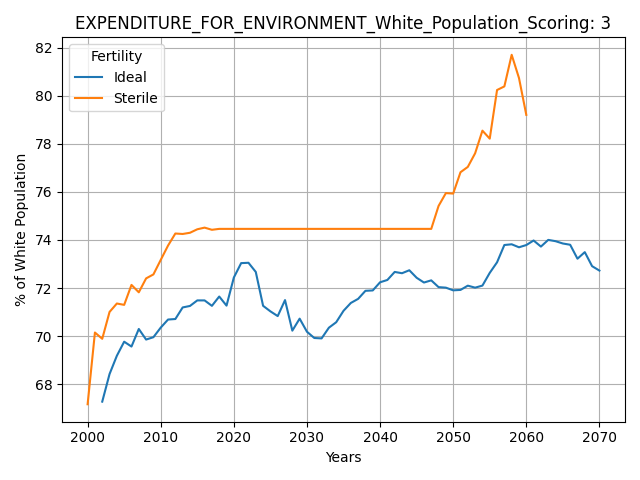 EXPENDITURE_FOR_ENVIRONMENT_White_Population_Scoring: 3
Fertility
Ideal
Sterile
% of White Population
82
80
78
76
74
72
70
68
2000
2010
2020
2030
2040
2050
2060
2070
Years